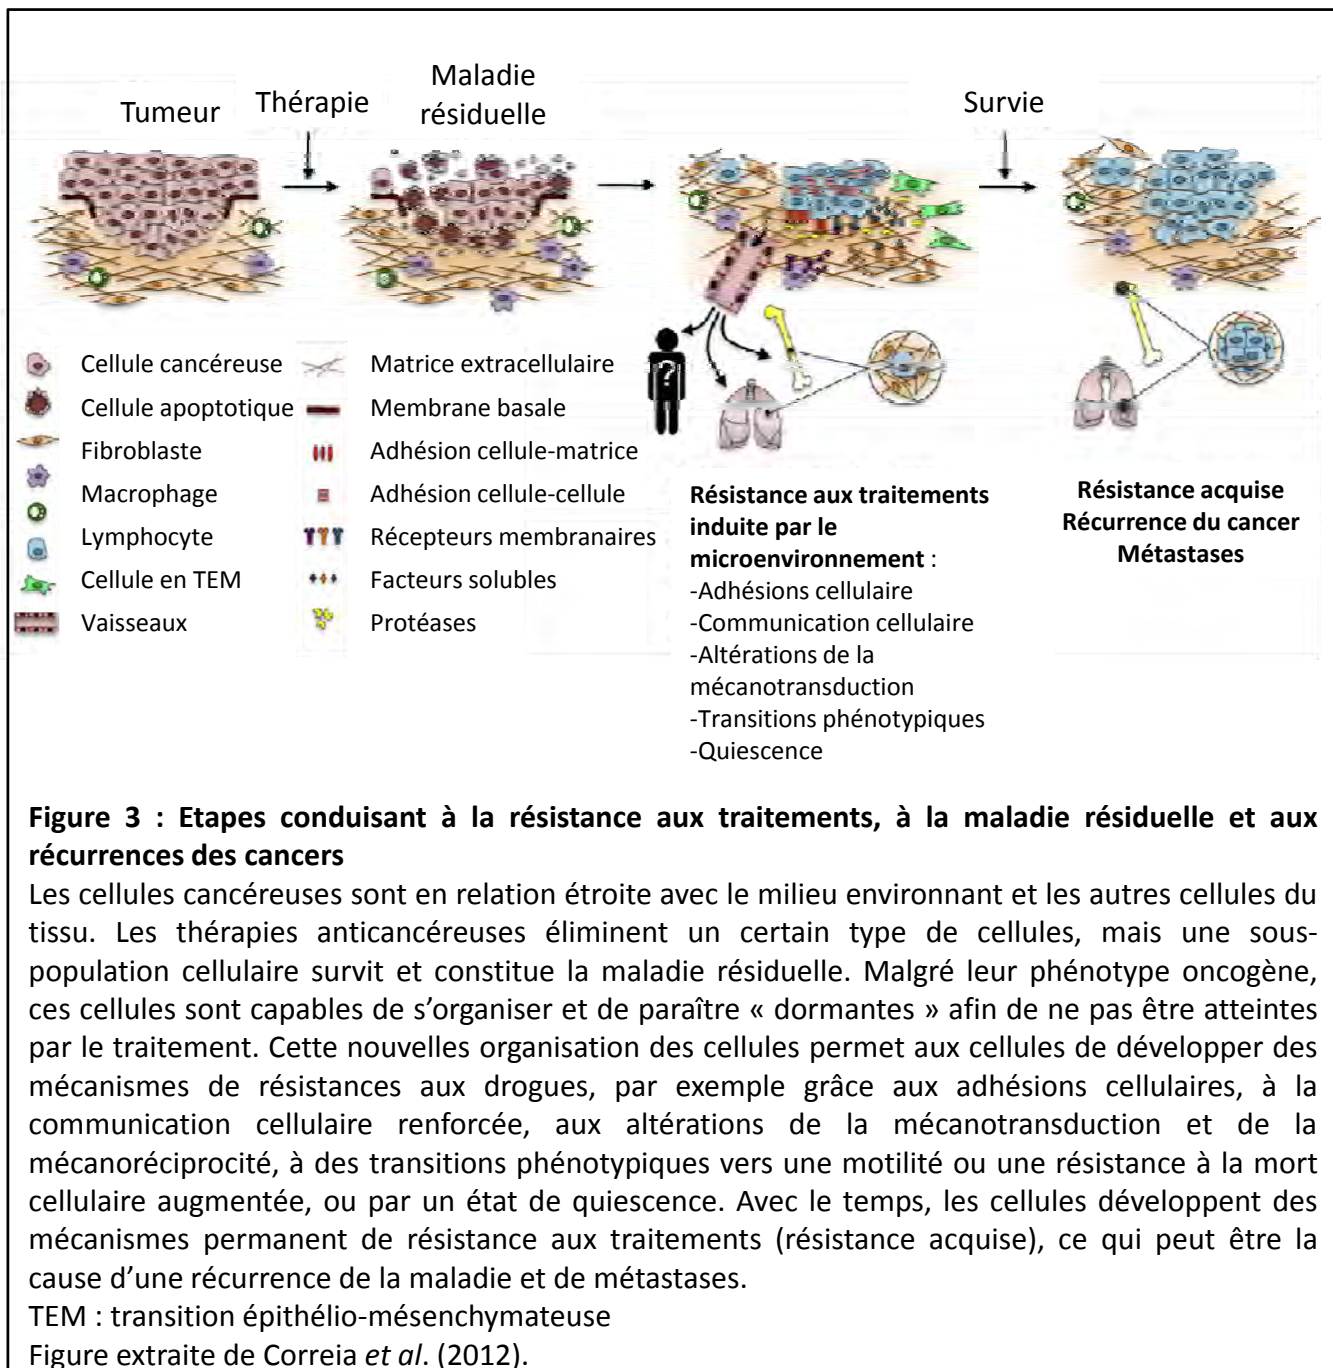 Tumeur
Thérapie
Maladie
résiduelle
Survie
Cellule cancéreuse
Cellule apoptotique
Fibroblaste
Macrophage
Lymphocyte
Cellule en TEM
Vaisseaux
Matrice extracellulaire
Membrane basale
Adhésion cellule-matrice
Adhésion cellule-cellule
Récepteurs membranaires
Facteurs solubles
Protéases
?
Résistance aux traitements
induite par le
microenvironnement :
-Adhésions cellulaire
-Communication cellulaire
-Altérations de la
mécanotransduction
-Transitions phénotypiques
-Quiescence
Résistance acquise
Récurrence du cancer
Métastases
Figure 3 : Etapes conduisant à la résistance aux traitements, à la maladie résiduelle et aux
récurrences des cancers
Les cellules cancéreuses sont en relation étroite avec le milieu environnant et les autres cellules du
tissu. Les thérapies anticancéreuses éliminent un certain type de cellules, mais une sous-
population cellulaire survit et constitue la maladie résiduelle. Malgré leur phénotype oncogène,
ces cellules sont capables de s'organiser et de paraître « dormantes » afin de ne pas être atteintes
par le traitement. Cette nouvelles organisation des cellules permet aux cellules de développer des
mécanismes de résistances aux drogues, par exemple grâce aux adhésions cellulaires, à la
communication cellulaire renforcée, aux altérations de la mécanotransduction et de la
mécanoréciprocité, à des transitions phénotypiques vers une motilité ou une résistance à la mort
cellulaire augmentée, ou par un état de quiescence. Avec le temps, les cellules développent des
mécanismes permanent de résistance aux traitements (résistance acquise), ce qui peut être la
cause d'une récurrence de la maladie et de métastases.
TEM : transition épithélio-mésenchymateuse
Figure extraite de Correia et al. (2012).